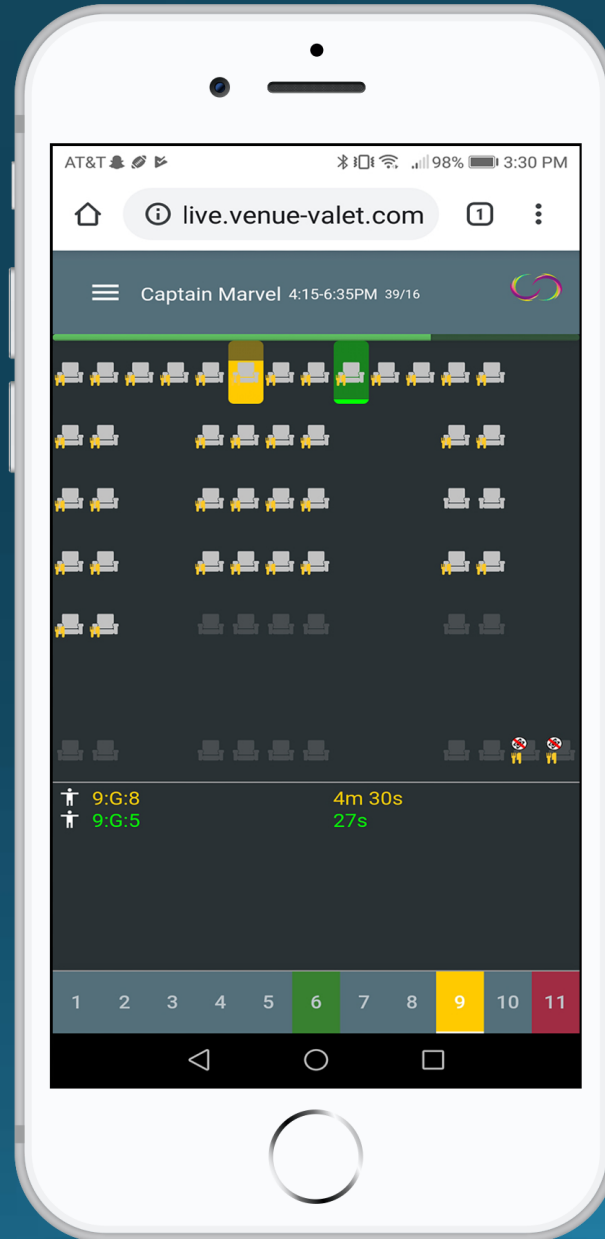 AT&T 98% 3:30 PM
live.venue-valet.com 1
Captain Marvel 4:15-6:35PM 39/16
9:G:8 4m 30s
9:G:5 27s
1 2 3 4 5 6 7 8 9 10 11